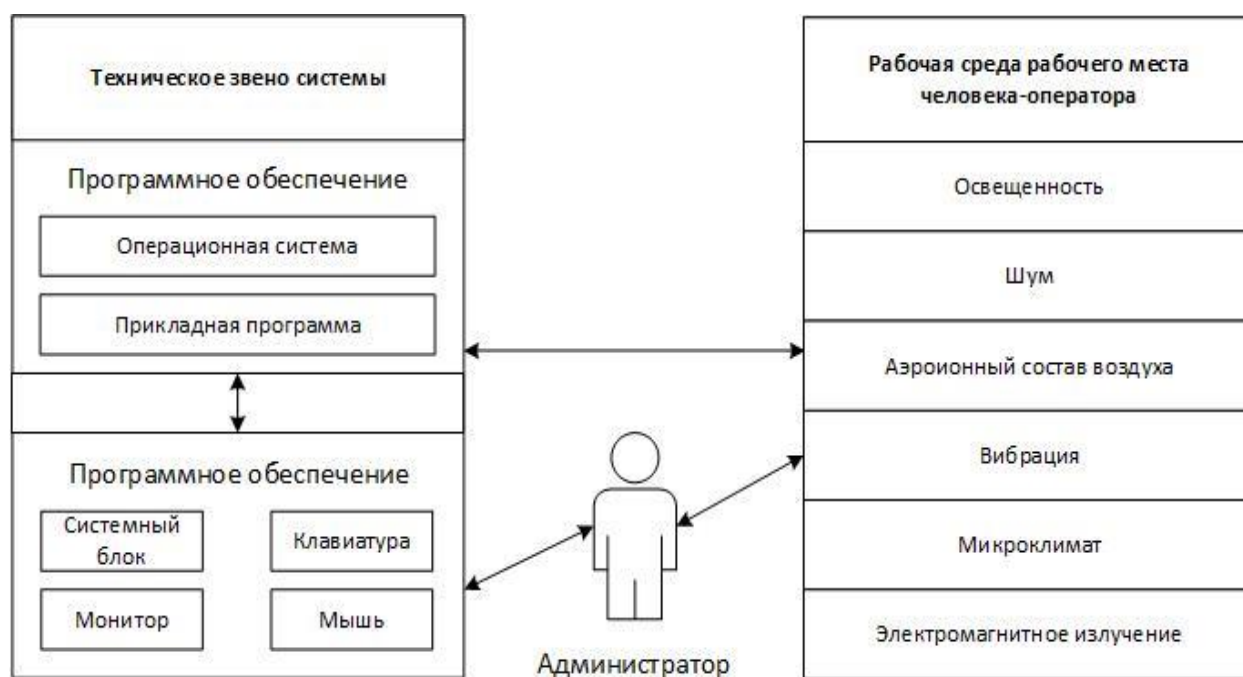 Техническое звено системы
Программное обеспечение
Операционная система
Прикладная программа
Программное обеспечение
Системный
блок
Клавиатура
Монитор
Мышь
Администратор
Рабочая среда рабочего места
человека-оператора
Освещенность
Шум
Аэроионный состав воздуха
Вибрация
Микроклимат
Электромагнитное излучение